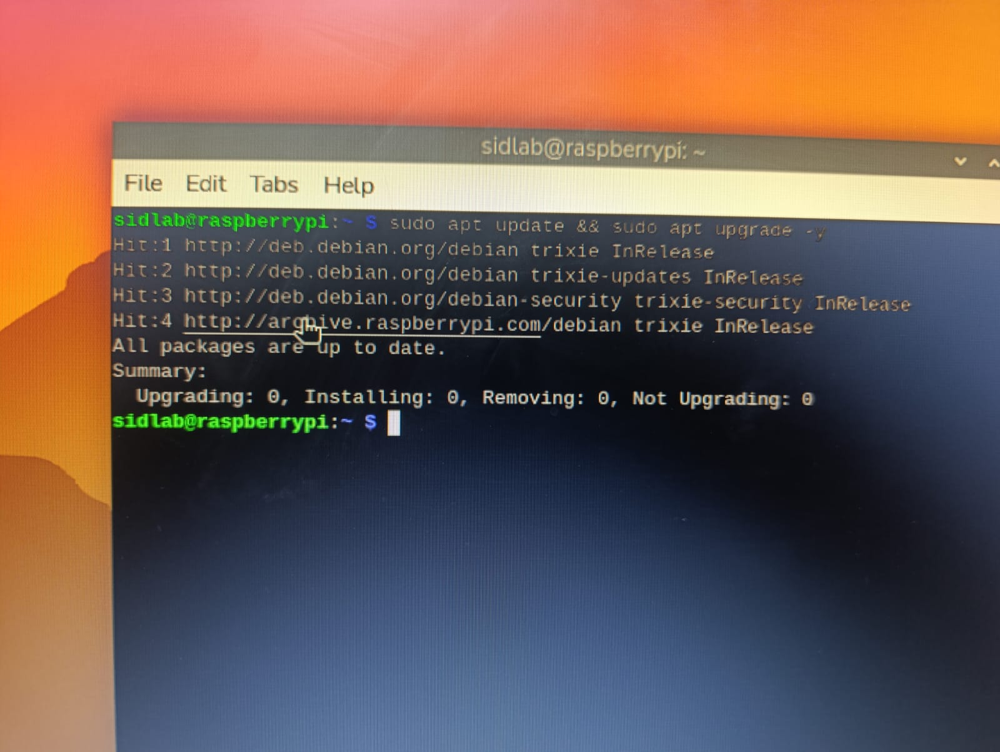 sidlab@raspberrypi: ~
File Edit Tabs Help
sidlab@raspberrypi:~ $ sudo apt update && sudo apt upgrade -y
Hit:1 http://deb.debian.org/debian trixie InRelease
Hit:2 http://deb.debian.org/debian trixie-updates InRelease
Hit:3 http://deb.debian.org/debian-security trixie-security InRelease
Hit:4 http://archive.raspberrypi.com/debian trixie InRelease
All packages are up to date.
Summary:
Upgrading: 0, Installing: 0, Removing: 0, Not Upgrading: 0
sidlab@raspberrypi:~ $